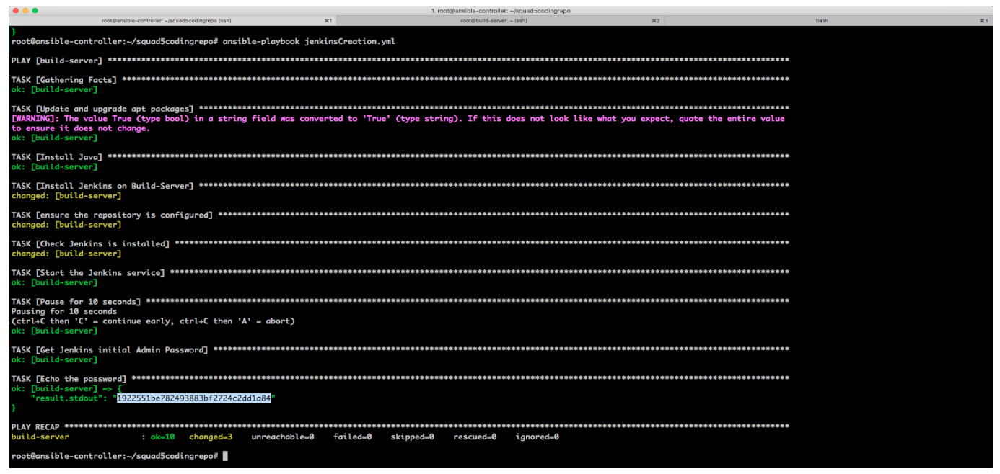 1. root@ansible-controller: ~/squad5codingrepo
root@ansible-controller: ~/squad5codingrepo (ssh) ⌘1 root@build-server: ~ (ssh) ⌘2 bash ⌘3
}
root@ansible-controller:~/squad5codingrepo# ansible-playbook jenkinsCreation.yml
PLAY [build-server] **********************************************************************************************************************************************
TASK [Gathering Facts] *******************************************************************************************************************************************
ok: [build-server]
TASK [Update and upgrade apt packages] ***************************************************************************************************************************
[WARNING]: The value True (type bool) in a string field was converted to 'True' (type string). If this does not look like what you expect, quote the entire value
to ensure it does not change.
ok: [build-server]
TASK [Install Java] **********************************************************************************************************************************************
ok: [build-server]
TASK [Install Jenkins on Build-Server] ***************************************************************************************************************************
changed: [build-server]
TASK [ensure the repository is configured] ***********************************************************************************************************************
changed: [build-server]
TASK [Check Jenkins is installed] ********************************************************************************************************************************
changed: [build-server]
TASK [Start the Jenkins service] *********************************************************************************************************************************
ok: [build-server]
TASK [Pause for 10 seconds] **************************************************************************************************************************************
Pausing for 10 seconds
(ctrl+C then 'C' = continue early, ctrl+C then 'A' = abort)
ok: [build-server]
TASK [Get Jenkins initial Admin Password] ************************************************************************************************************************
ok: [build-server]
TASK [Echo the password] *****************************************************************************************************************************************
ok: [build-server] => {
"result.stdout": "1922551be782493883bf2724c2dd1a84"
}
PLAY RECAP *******************************************************************************************************************************************************
build-server : ok=10 changed=3 unreachable=0 failed=0 skipped=0 rescued=0 ignored=0
root@ansible-controller:~/squad5codingrepo#